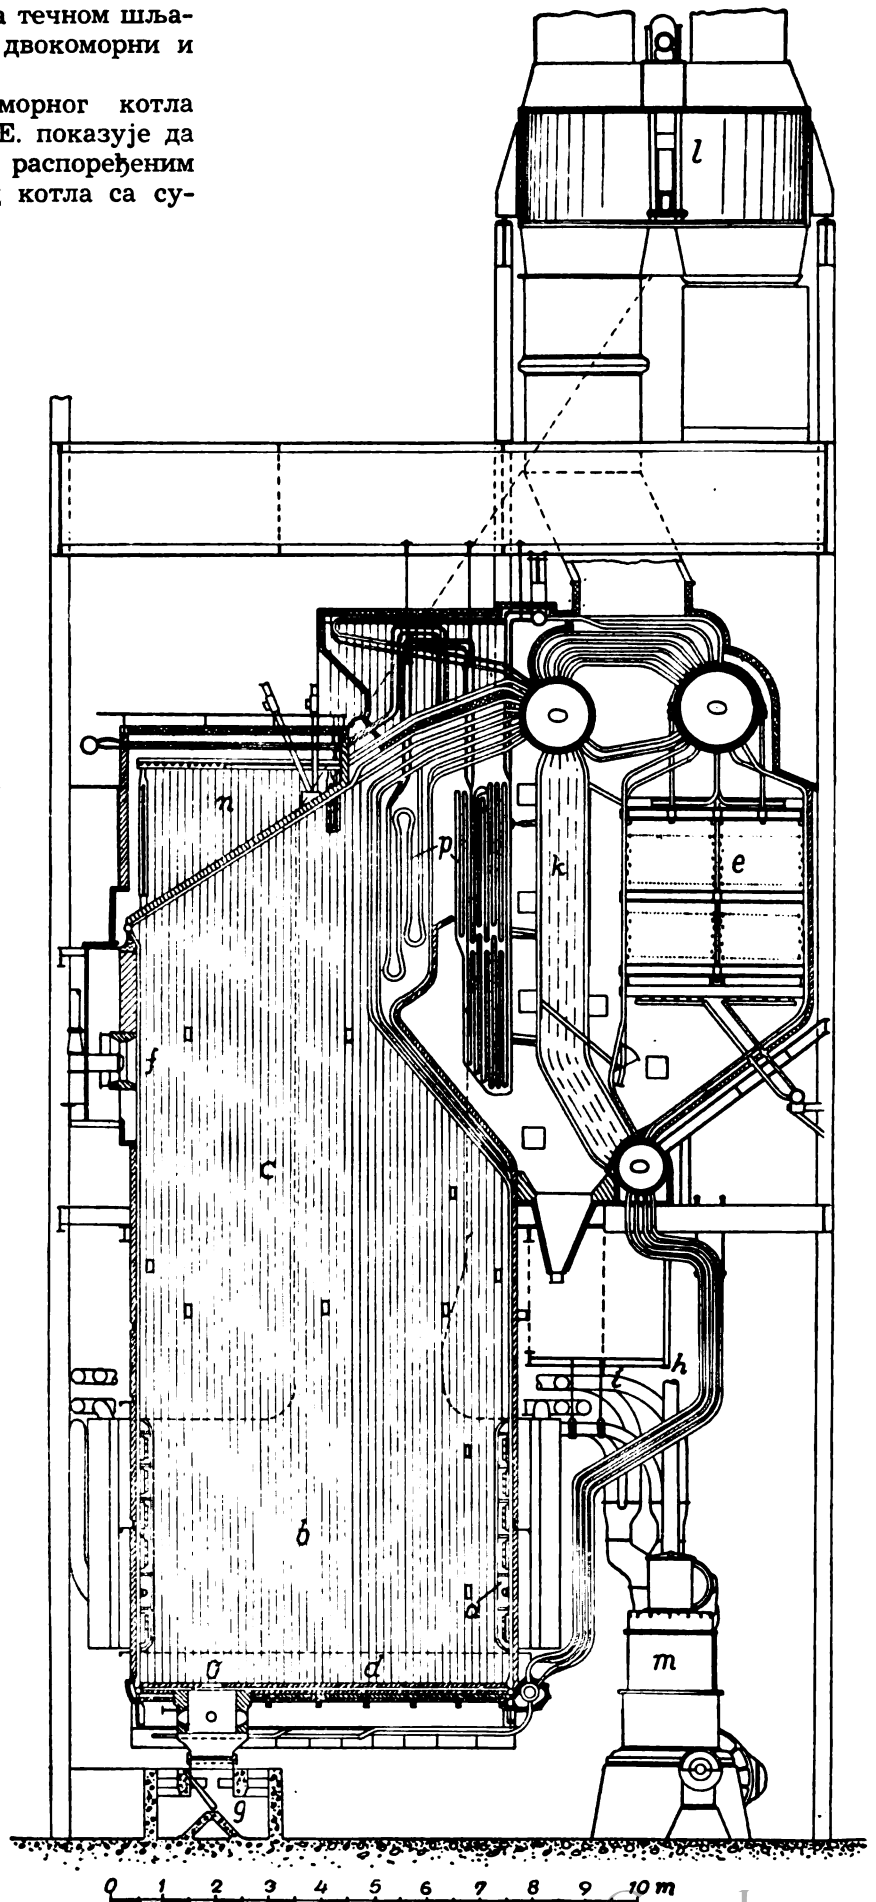 а течном шља-
двокоморни и
морног котла
Е. показује да
распоређеним
котла са су-
l
n
p
k
e
f
c
h
l
b
a
o
d
m
g
0 1 2 3 4 5 6 7 8 9 10 m